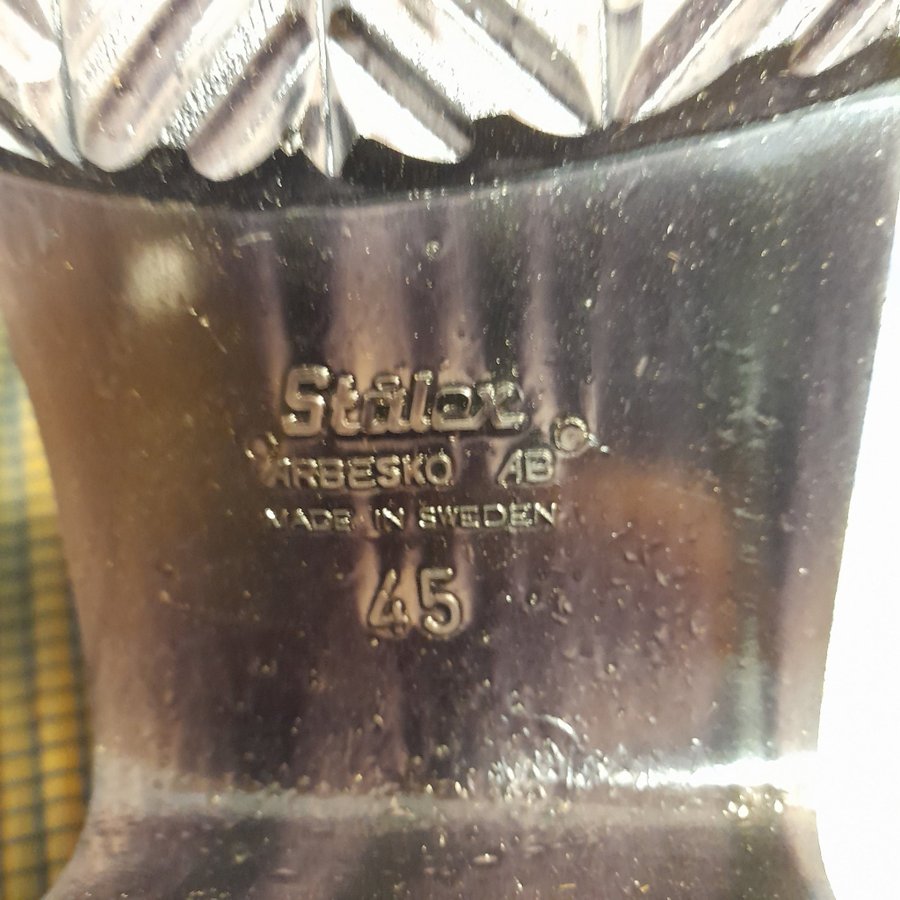 Stålex
ARBESKO AB
MADE IN SWEDEN
45